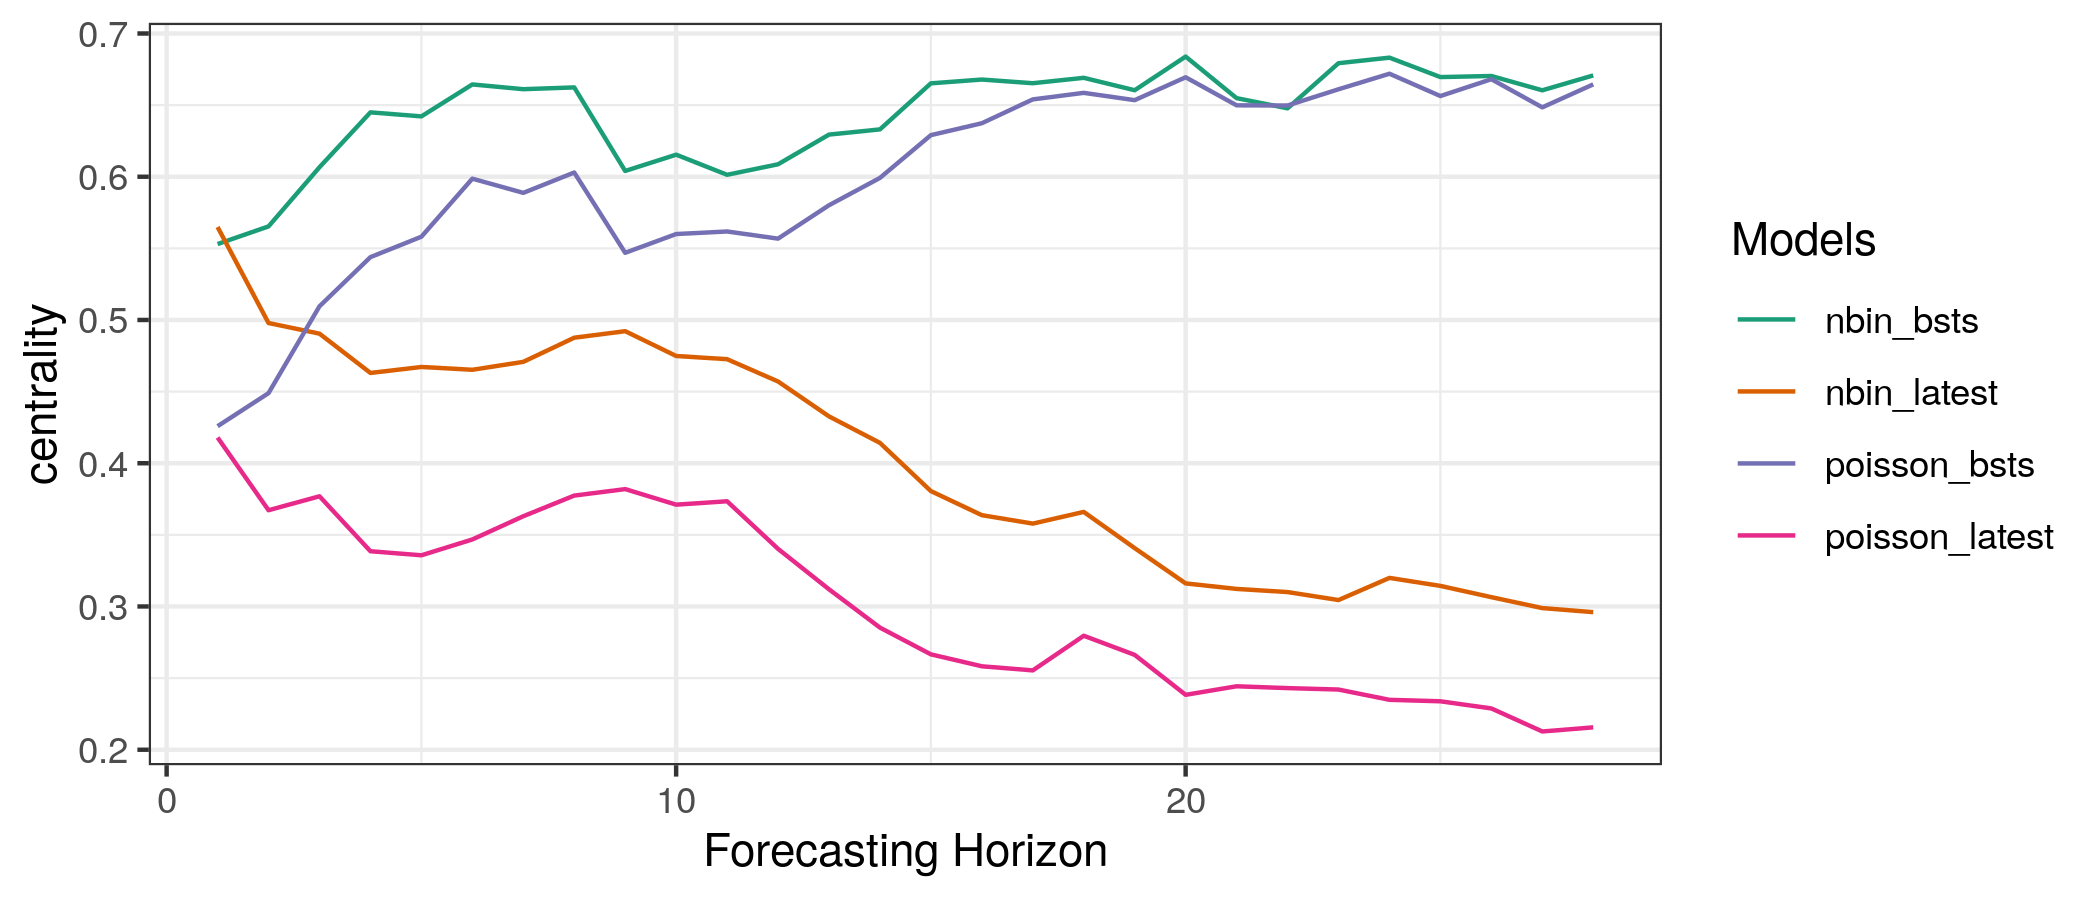 0.7
0.6
0.5
0.4
0.3
0.2
centrality
0
10
20
Forecasting Horizon
Models
nbin_bsts
nbin_latest
poisson_bsts
poisson_latest